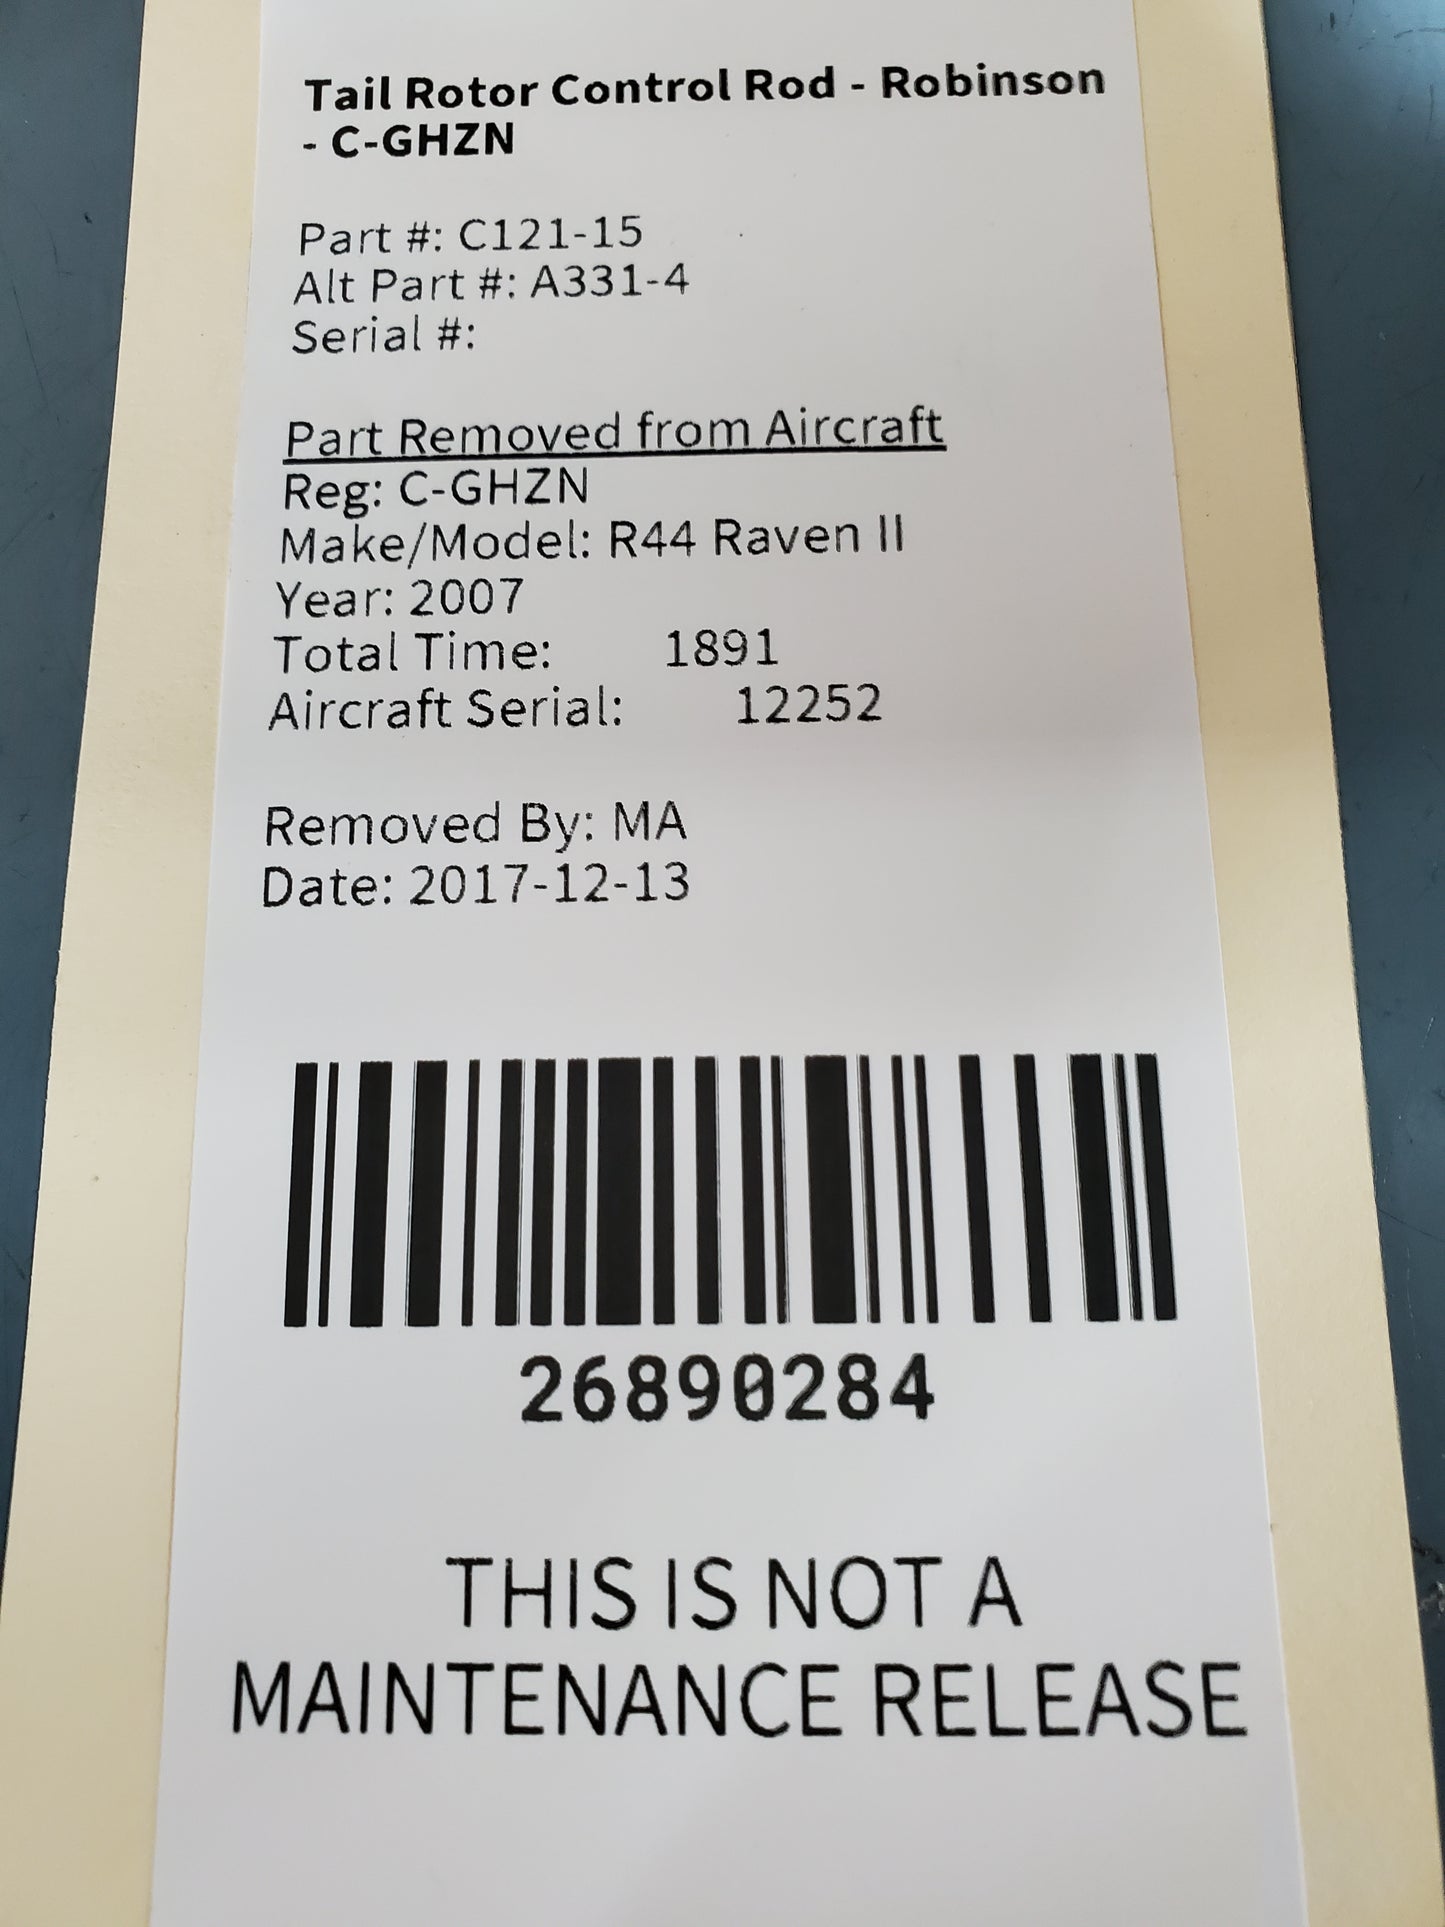 Tail Rotor Control Rod - Robinson
- C-GHZN
Part #: C121-15
Alt Part #: A331-4
Serial #:
Part Removed from Aircraft
Reg: C-GHZN
Make/Model: R44 Raven II
Year: 2007
Total Time: 1891
Aircraft Serial: 12252
Removed By: MA
Date: 2017-12-13
26890284
THIS IS NOT A
MAINTENANCE RELEASE